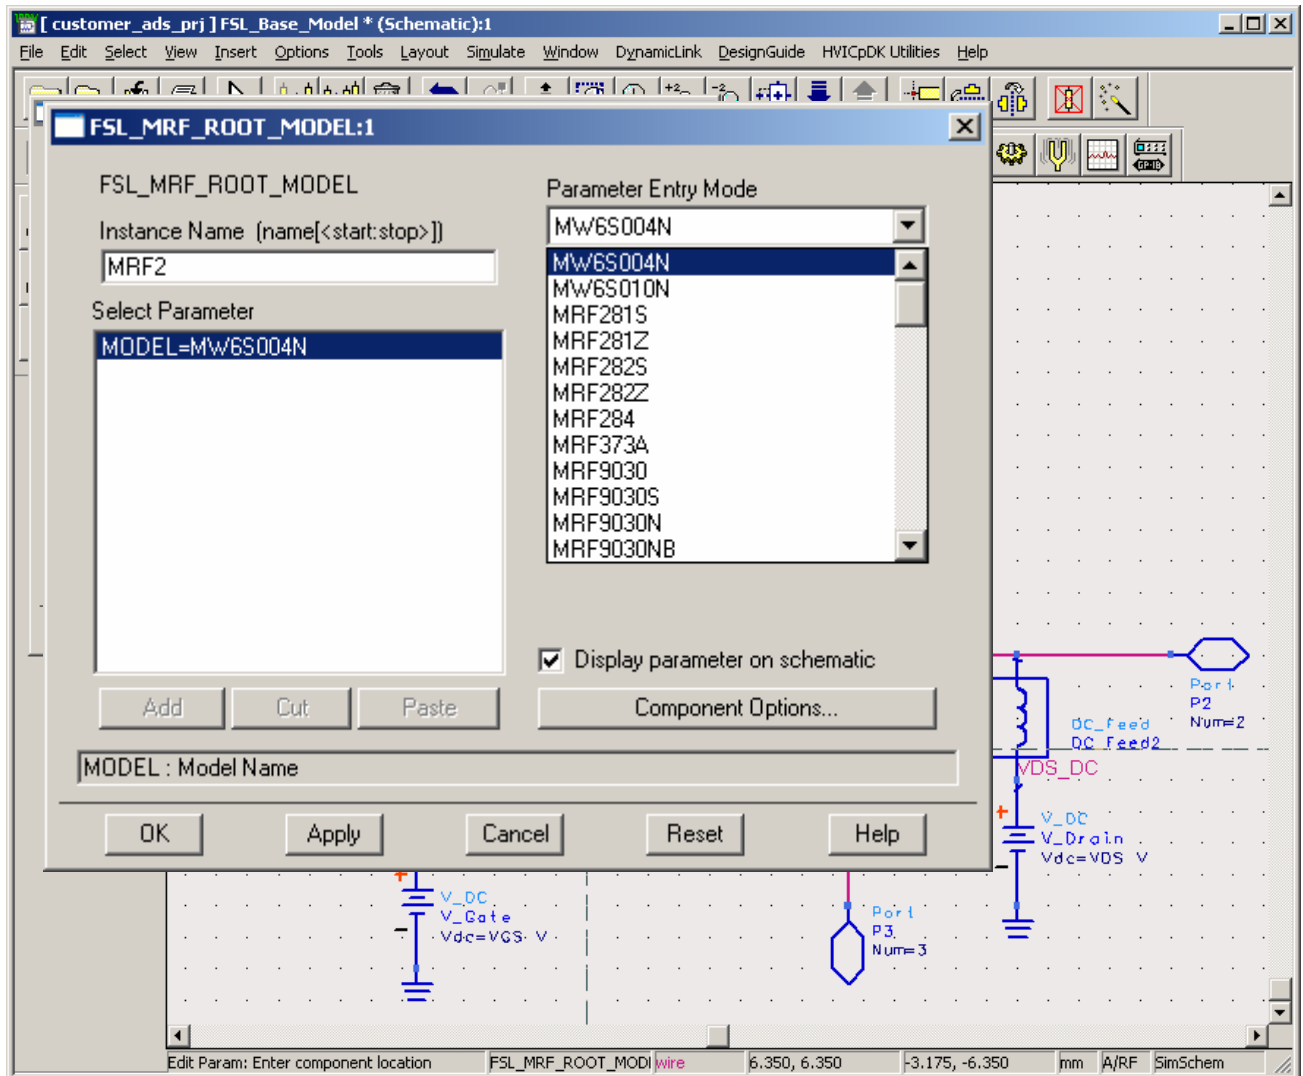 [ customer_ads_prj ] FSL_Base_Model * (Schematic):1
File Edit Select View Insert Options Tools Layout Simulate Window DynamicLink DesignGuide HVICpDK Utilities Help
FSL_MRF_ROOT_MODEL:1
FSL_MRF_ROOT_MODEL
Parameter Entry Mode
Instance Name (name[<start:stop>])
MW6S004N
MRF2
Select Parameter
MODEL=MW6S004N
MW6S004N
MW6S010N
MRF281S
MRF281Z
MRF282S
MRF282Z
MRF284
MRF373A
MRF9030
MRF9030S
MRF9030N
MRF9030NB
Display parameter on schematic
Add Cut Paste
Component Options...
MODEL : Model Name
OK Apply Cancel Reset Help
Port
P2
Num=2
DC_Feed
DC_Feed2
VDS_DC
V_DC
V_Drain
Vdc=VDS V
V_DC
V_Gate
Vdc=VGS V
Port
P3
Num=3
Edit Param: Enter component location FSL_MRF_ROOT_MODI wire 6.350, 6.350 -3.175, -6.350 mm A/RF SimSchem